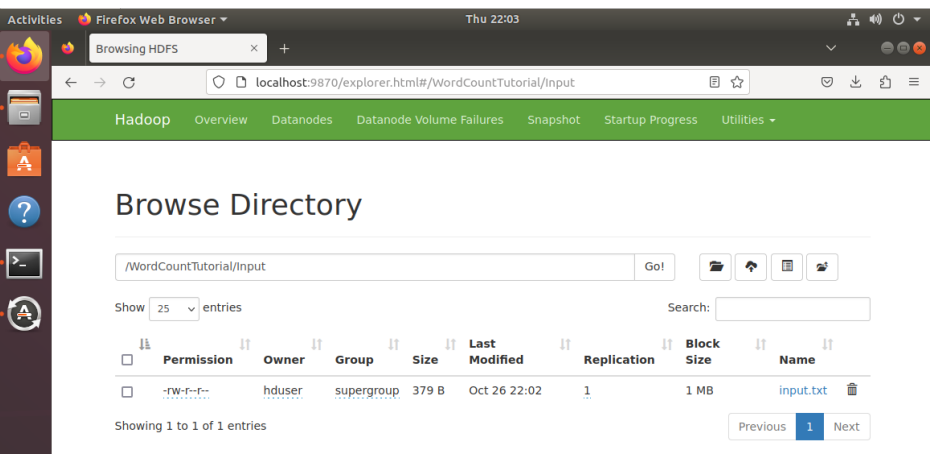 Activities Firefox Web Browser Thu 22:03
Browsing HDFS × +
localhost:9870/explorer.html#/WordCountTutorial/Input
Hadoop Overview Datanodes Datanode Volume Failures Snapshot Startup Progress Utilities
Browse Directory
/WordCountTutorial/Input Go!
Show 25 entries Search:
Permission Owner Group Size Last Modified Replication Block Size Name
-rw-r--r-- hduser supergroup 379 B Oct 26 22:02 1 1 MB input.txt
Showing 1 to 1 of 1 entries Previous 1 Next